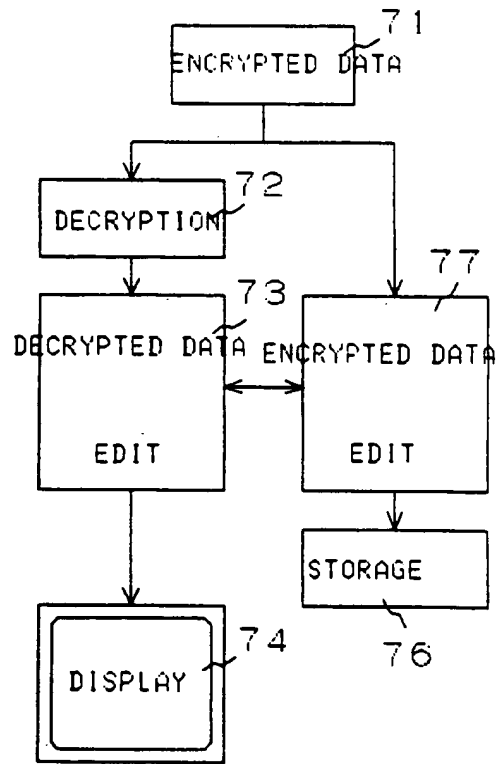 71
ENCRYPTED DATA
72
DECRYPTION
73
77
DECRYPTED DATA
ENCRYPTED DATA
EDIT
EDIT
STORAGE
74
76
DISPLAY